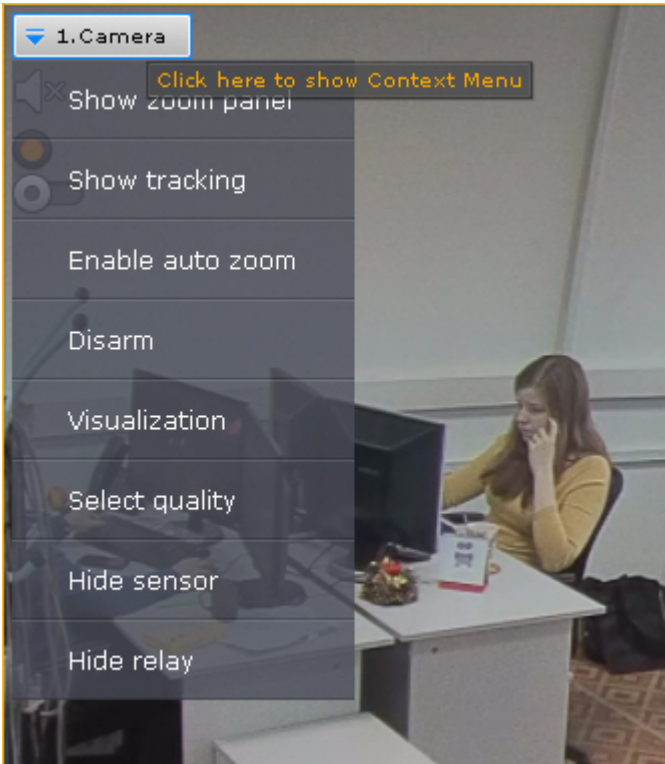 1.Camera
Click here to show Context Menu
Show zoom panel
Show tracking
Enable auto zoom
Disarm
Visualization
Select quality
Hide sensor
Hide relay